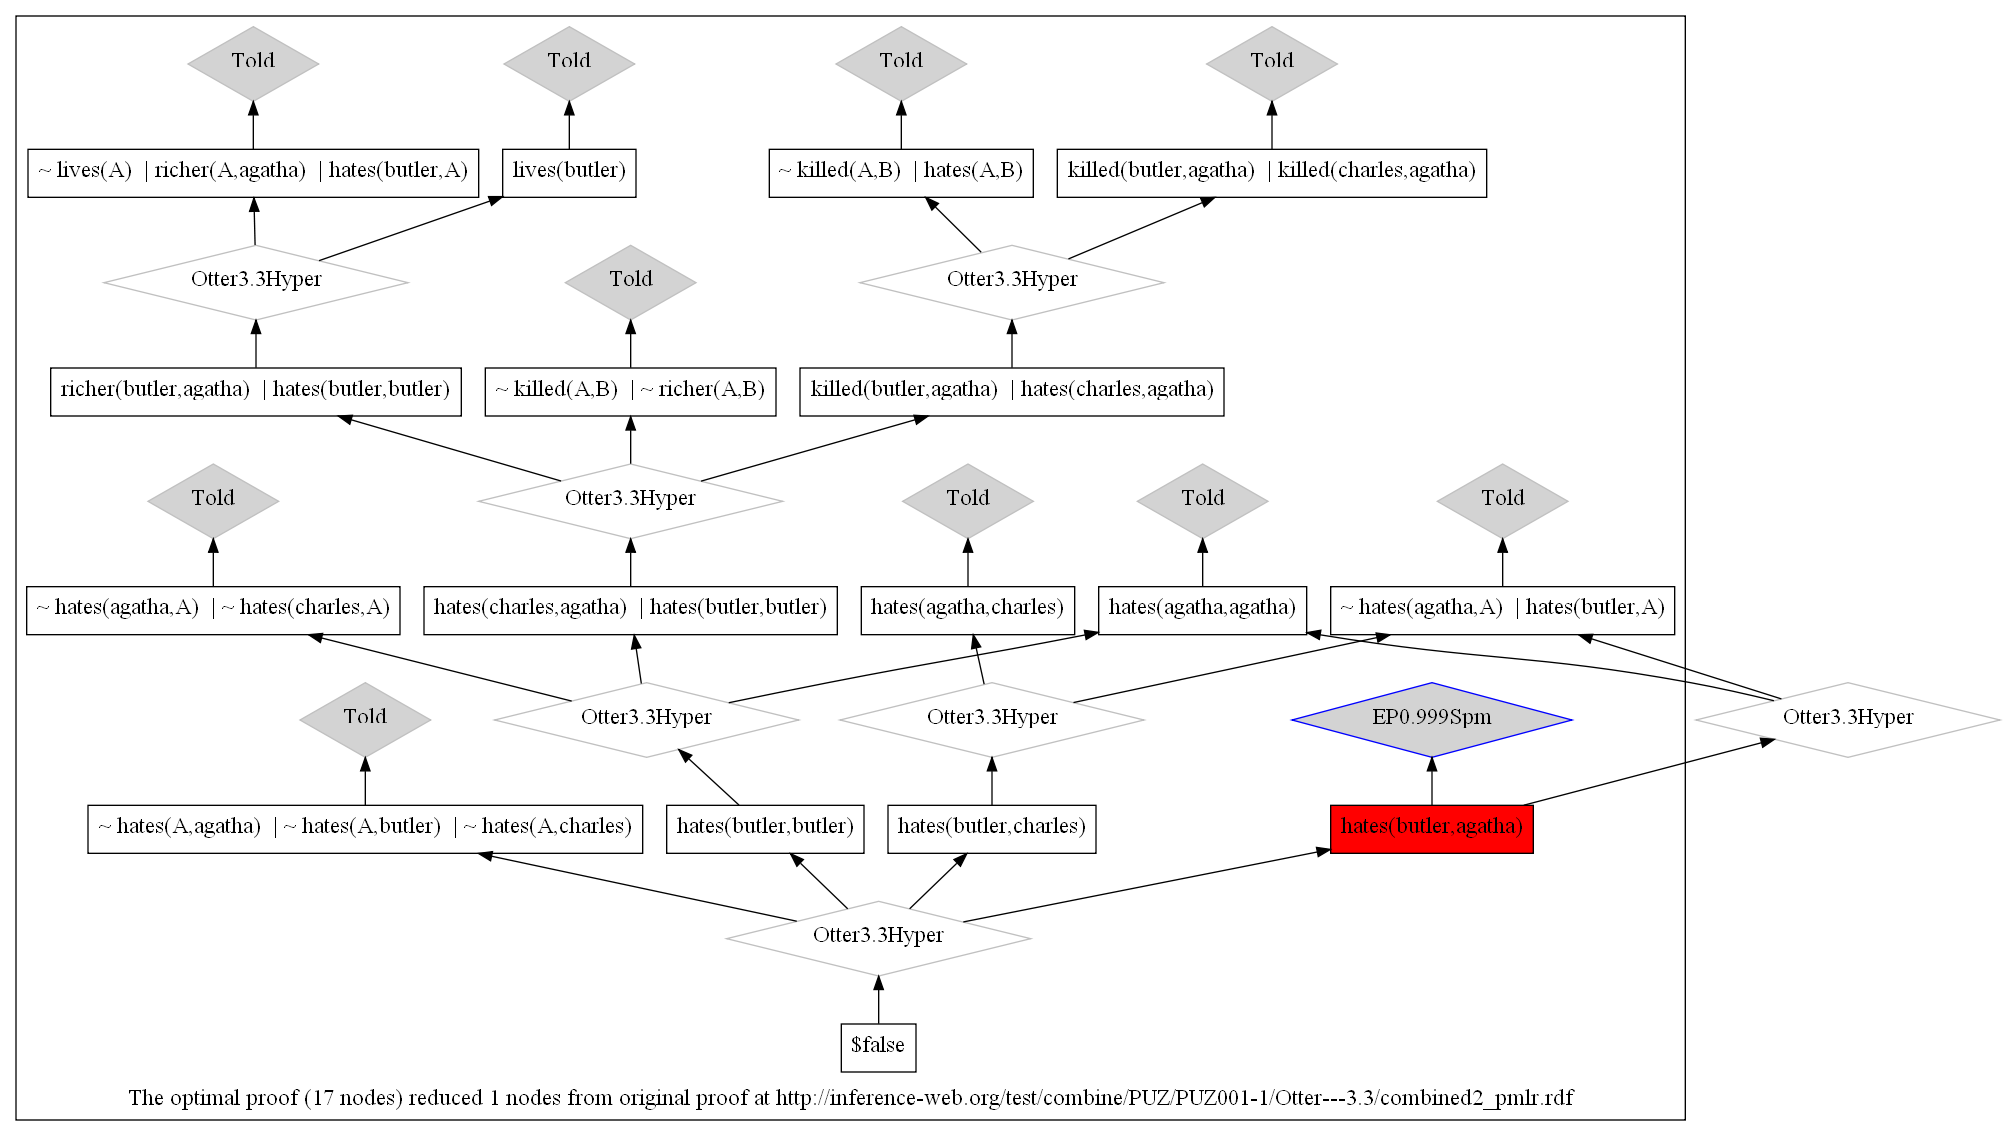 Told
Told
Told
Told
~ lives(A) | richer(A,agatha) | hates(butler,A)
lives(butler)
~ killed(A,B) | hates(A,B)
killed(butler,agatha) | killed(charles,agatha)
Otter3.3Hyper
Told
Otter3.3Hyper
richer(butler,agatha) | hates(butler,butler)
~ killed(A,B) | ~ richer(A,B)
killed(butler,agatha) | hates(charles,agatha)
Told
Otter3.3Hyper
Told
Told
Told
~ hates(agatha,A) | ~ hates(charles,A)
hates(charles,agatha) | hates(butler,butler)
hates(agatha,charles)
hates(agatha,agatha)
~ hates(agatha,A) | hates(butler,A)
Told
Otter3.3Hyper
Otter3.3Hyper
EP0.999Spm
Otter3.3Hyper
~ hates(A,agatha) | ~ hates(A,butler) | ~ hates(A,charles)
hates(butler,butler)
hates(butler,charles)
hates(butler,agatha)
Otter3.3Hyper
$false
The optimal proof (17 nodes) reduced 1 nodes from original proof at http://inference-web.org/test/combine/PUZ/PUZ001-1/Otter---3.3/combined2_pmlr.rdf